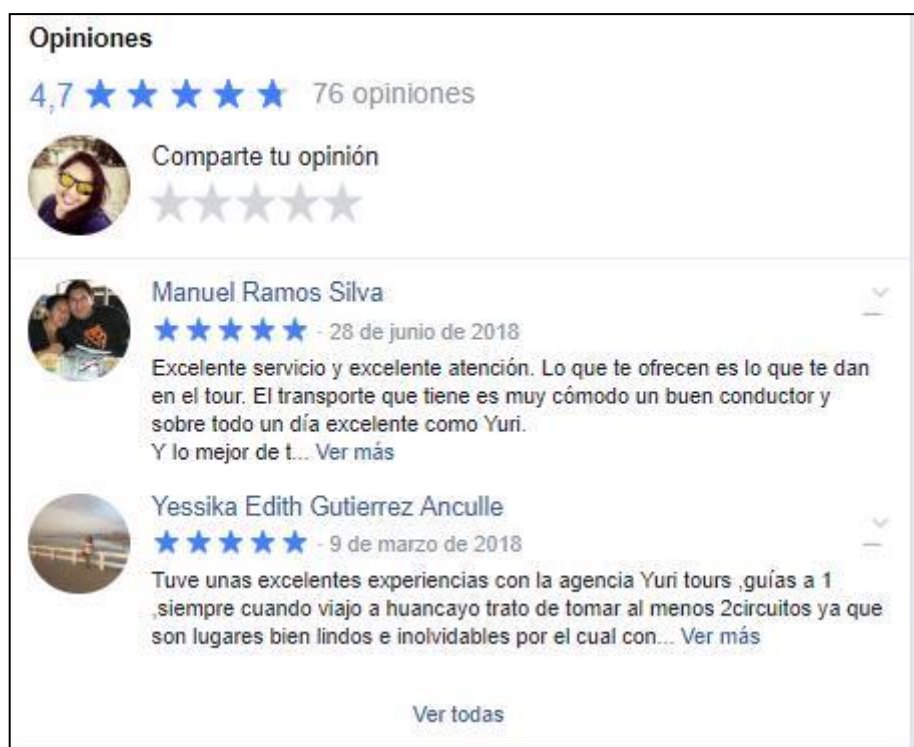 Opiniones
4,7 76 opiniones
Comparte tu opinión
Manuel Ramos Silva
· 28 de junio de 2018
Excelente servicio y excelente atención. Lo que te ofrecen es lo que te dan
en el tour. El transporte que tiene es muy cómodo un buen conductor y
sobre todo un día excelente como Yuri.
Y lo mejor de t... Ver más
Yessika Edith Gutierrez Anculle
· 9 de marzo de 2018
Tuve unas excelentes experiencias con la agencia Yuri tours ,guías a 1
,siempre cuando viajo a huancayo trato de tomar al menos 2circuitos ya que
son lugares bien lindos e inolvidables por el cual con... Ver más
Ver todas